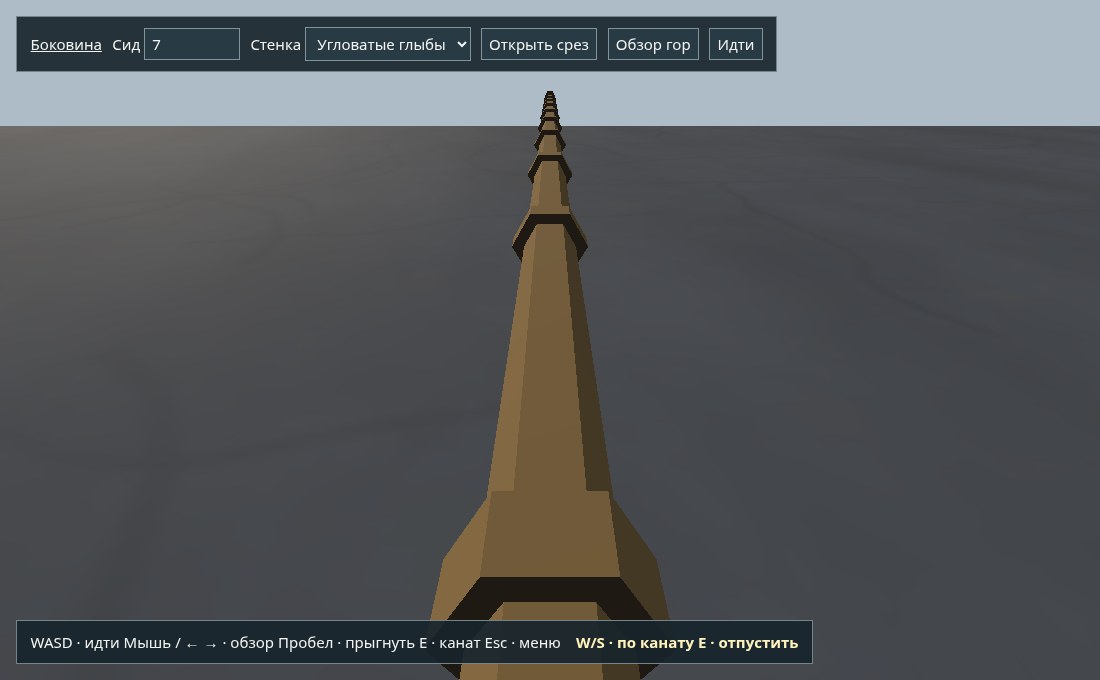 Боковина Сид 7 Стенка Угловатые глыбы Открыть срез Обзор гор Идти
WASD · идти Мышь / ← → · обзор Пробел · прыгнуть E · канат Esc · меню W/S · по канату E · отпустить